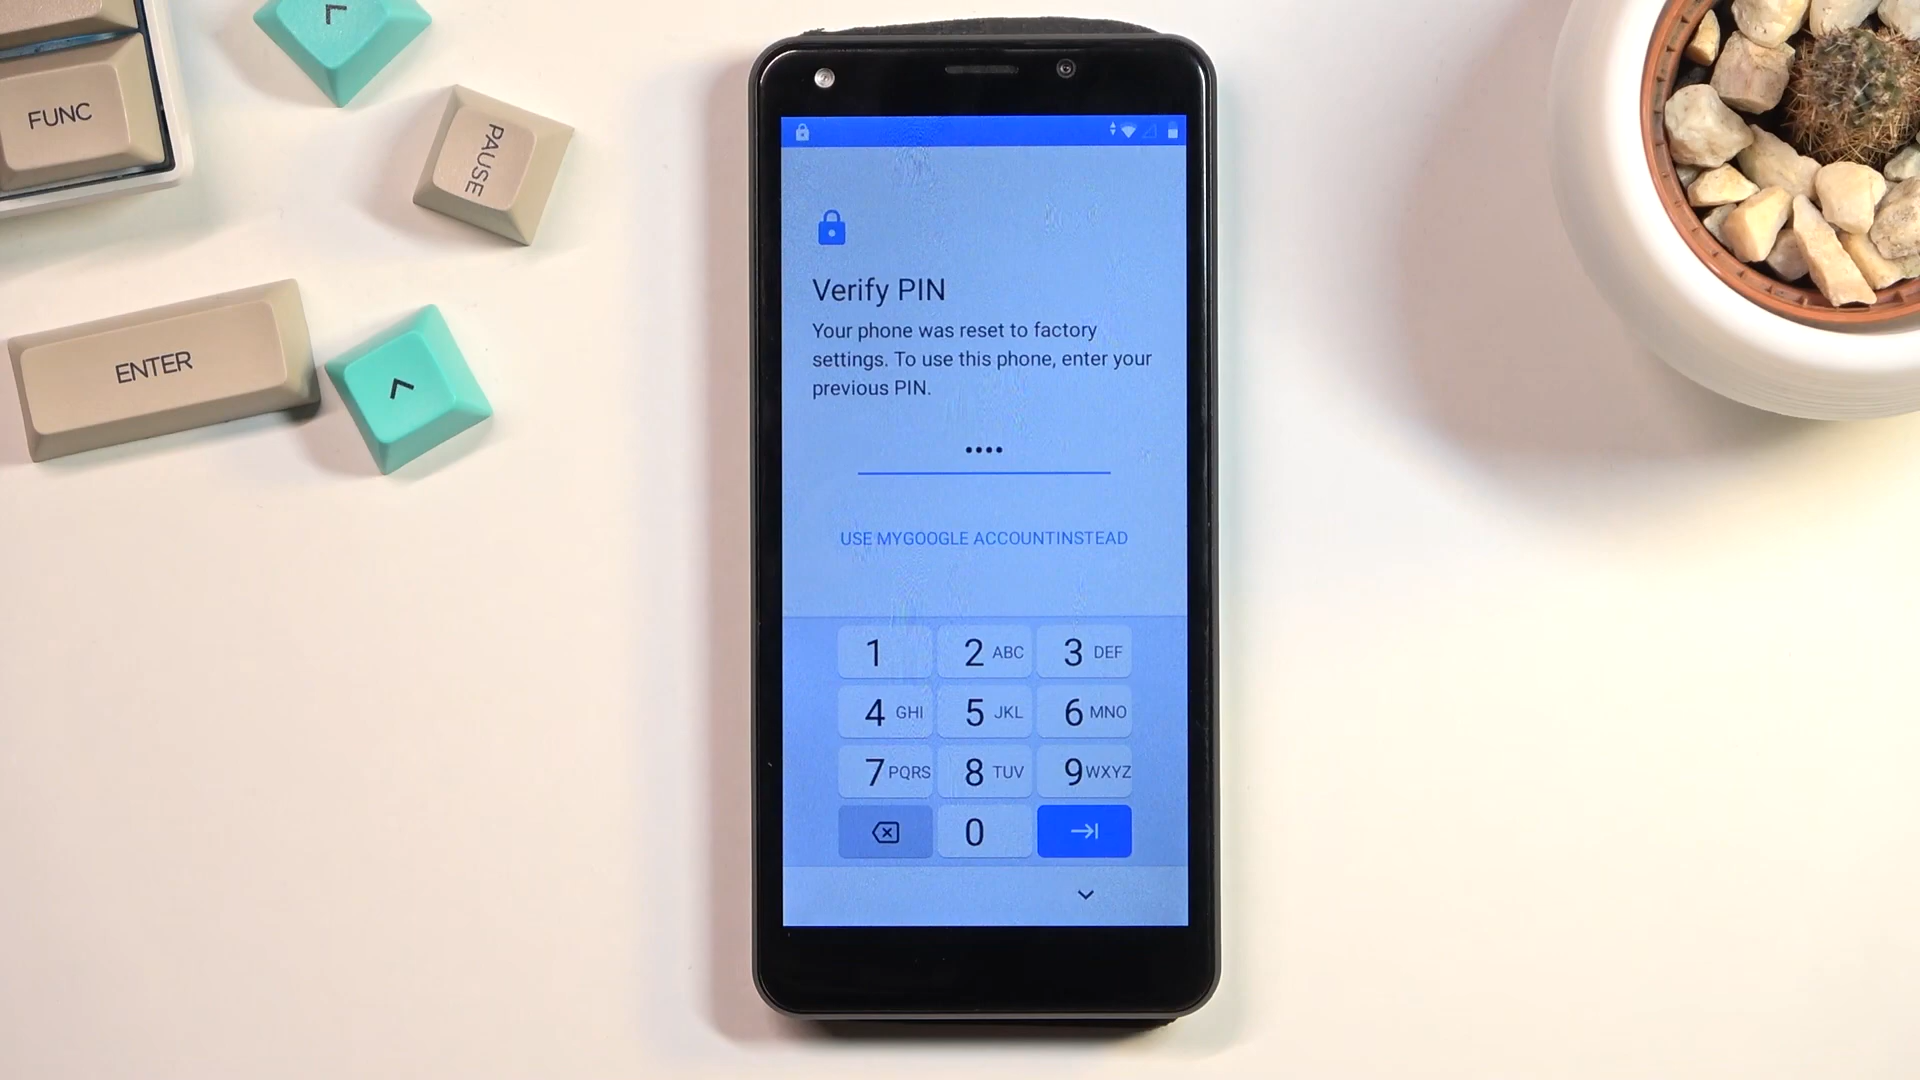 FUNC
PAUSE
ENTER
Verify PIN
Your phone was reset to factory
settings. To use this phone, enter your
previous PIN.
USE MYGOOGLE ACCOUNTINSTEAD
1 2 ABC 3 DEF
4 GHI 5 JKL 6 MNO
7 PQRS 8 TUV 9 WXYZ
0